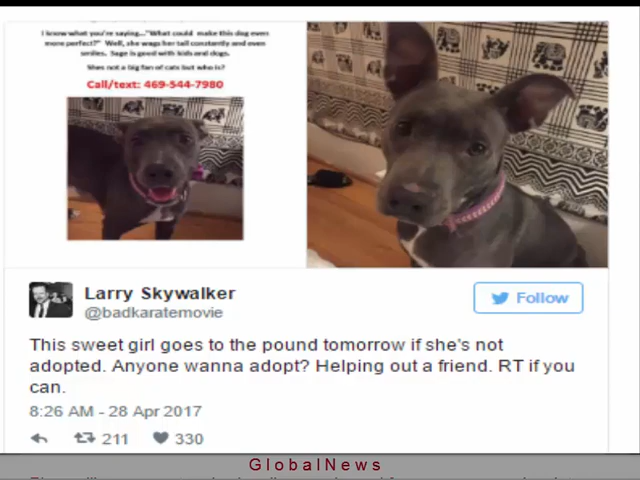 I know what you're saying..."What could make this dog even
more perfect?" Well, she wags her tail constantly and even
smiles. Sage is good with kids and dogs.
Shes not a big fan of cats but who is?
Call/text: 469-544-7980
Larry Skywalker
@badkaratemovie
Follow
This sweet girl goes to the pound tomorrow if she's not
adopted. Anyone wanna adopt? Helping out a friend. RT if you
can.
8:26 AM - 28 Apr 2017
211
330
GlobalNews